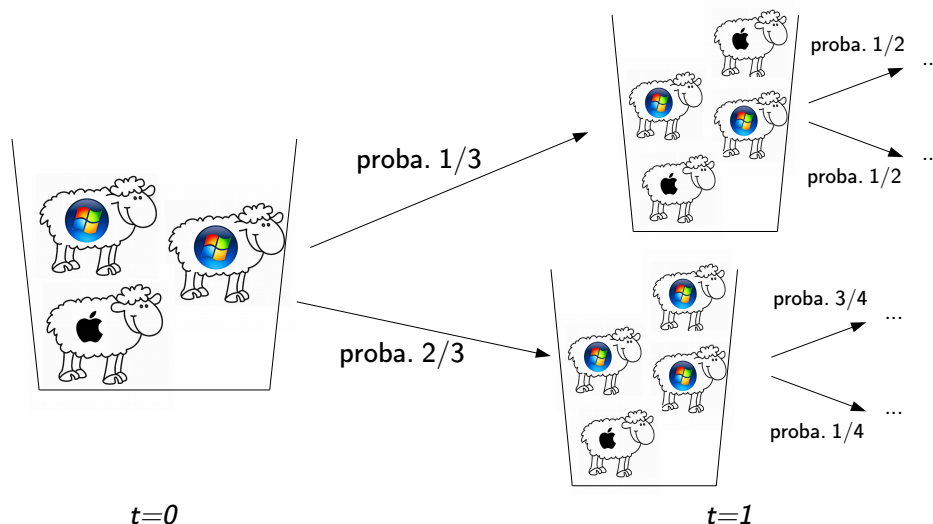 proba. 1/3
proba. 2/3
proba. 1/2
..
..
proba. 1/2
proba. 3/4
...
...
proba. 1/4
t=0
t=1